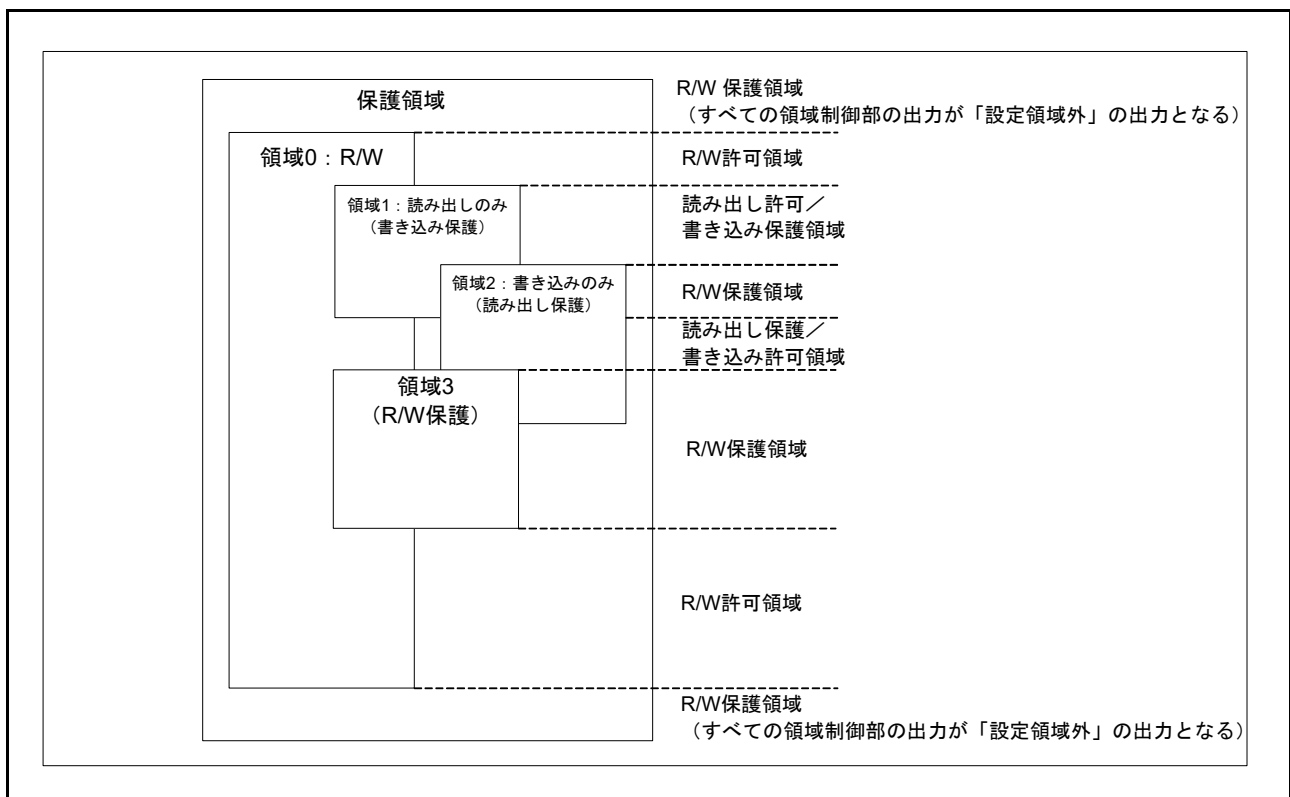 保護領域
R/W 保護領域
（すべての領域制御部の出力が「設定領域外」の出力となる）
領域0：R/W
R/W許可領域
領域1：読み出しのみ
（書き込み保護）
読み出し許可／
書き込み保護領域
領域2：書き込みのみ
（読み出し保護）
R/W保護領域
読み出し保護／
書き込み許可領域
領域3
（R/W保護）
R/W保護領域
R/W許可領域
R/W保護領域
（すべての領域制御部の出力が「設定領域外」の出力となる）